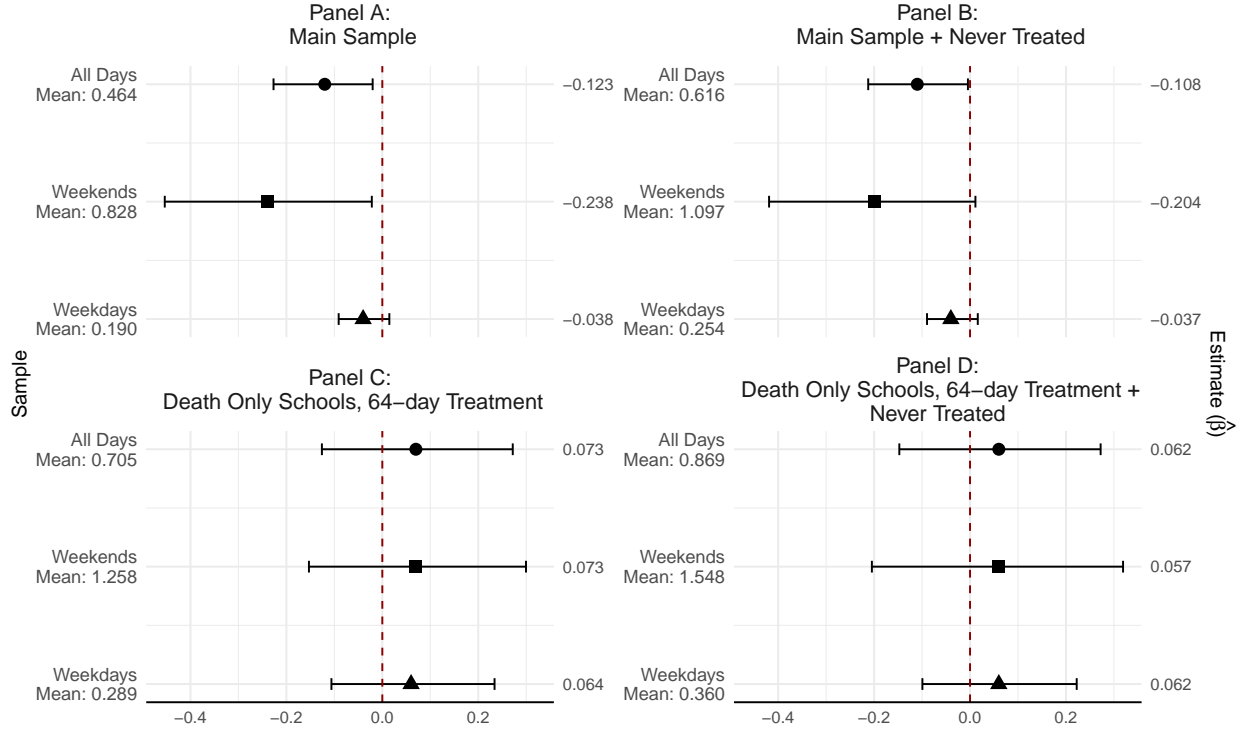 Panel A:
Main Sample
All Days
Mean: 0.464
−0.123
Weekends
Mean: 0.828
−0.238
Weekdays
Mean: 0.190
−0.038
Panel B:
Main Sample + Never Treated
All Days
Mean: 0.616
−0.108
Weekends
Mean: 1.097
−0.204
Weekdays
Mean: 0.254
−0.037
Sample
Estimate (β̂)
Panel C:
Death Only Schools, 64−day Treatment
All Days
Mean: 0.705
0.073
Weekends
Mean: 1.258
0.073
Weekdays
Mean: 0.289
0.064
−0.4 −0.2 0.0 0.2
Panel D:
Death Only Schools, 64−day Treatment +
Never Treated
All Days
Mean: 0.869
0.062
Weekends
Mean: 1.548
0.057
Weekdays
Mean: 0.360
0.062
−0.4 −0.2 0.0 0.2